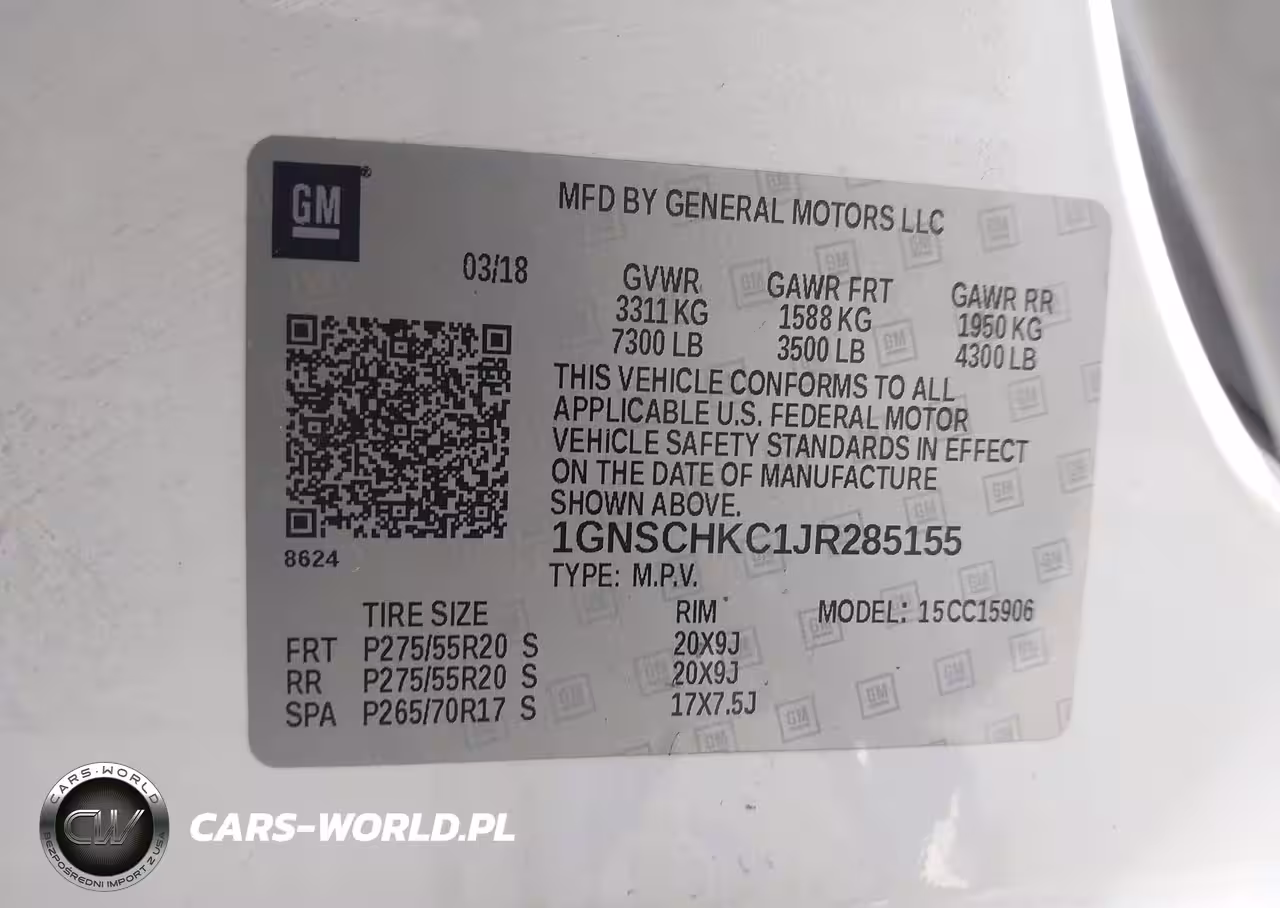 GM
MFD BY GENERAL MOTORS LLC
03/18
GVWR GAWR FRT GAWR RR
3311 KG 1588 KG 1950 KG
7300 LB 3500 LB 4300 LB
THIS VEHICLE CONFORMS TO ALL
APPLICABLE U.S. FEDERAL MOTOR
VEHICLE SAFETY STANDARDS IN EFFECT
ON THE DATE OF MANUFACTURE
SHOWN ABOVE.
1GNSCHKC1JR285155
8624
TYPE: M.P.V.
TIRE SIZE RIM MODEL: 15CC15906
FRT P275/55R20 S 20X9J
RR P275/55R20 S 20X9J
SPA P265/70R17 S 17X7.5J
CARS-WORLD
CW
BEZPOŚREDNI IMPORT Z USA
CARS-WORLD.PL